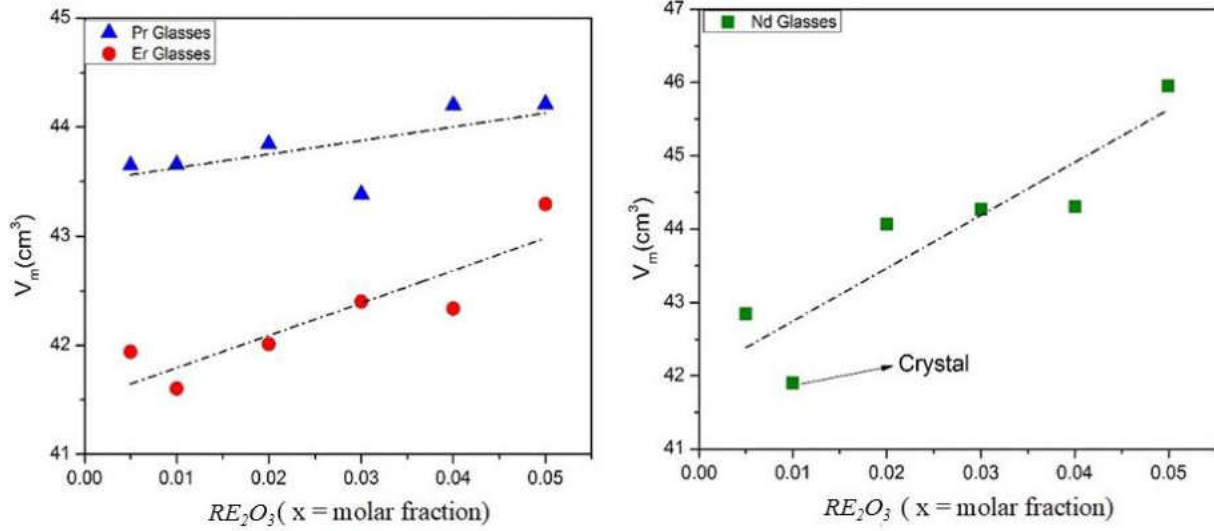 45
44
43
42
41
V_m(cm³)
Pr Glasses
Er Glasses
0.00 0.01 0.02 0.03 0.04 0.05
RE₂O₃( x = molar fraction)
47
46
45
44
43
42
41
V_m(cm³)
Nd Glasses
Crystal
0.00 0.01 0.02 0.03 0.04 0.05
RE₂O₃( x = molar fraction)